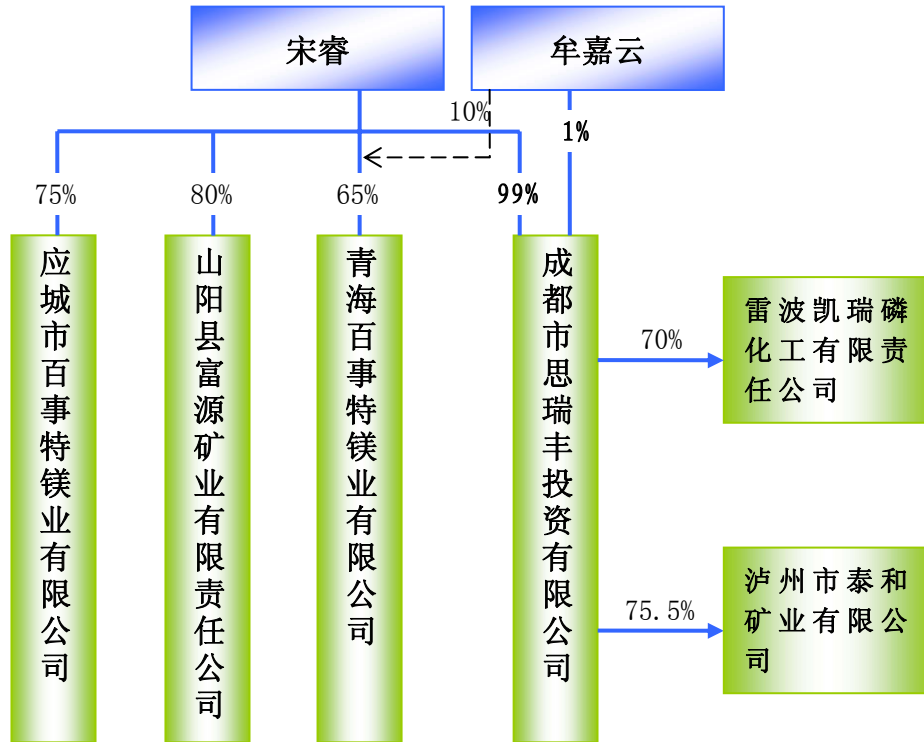 宋睿
牟嘉云
10%
1%
75%
80%
65%
99%
应城市百事特镁业有限公司
山阳县富源矿业有限责任公司
青海百事特镁业有限公司
成都市思瑞丰投资有限公司
70%
雷波凯瑞磷
化工有限责
任公司
75.5%
泸州市泰和
矿业有限公
司